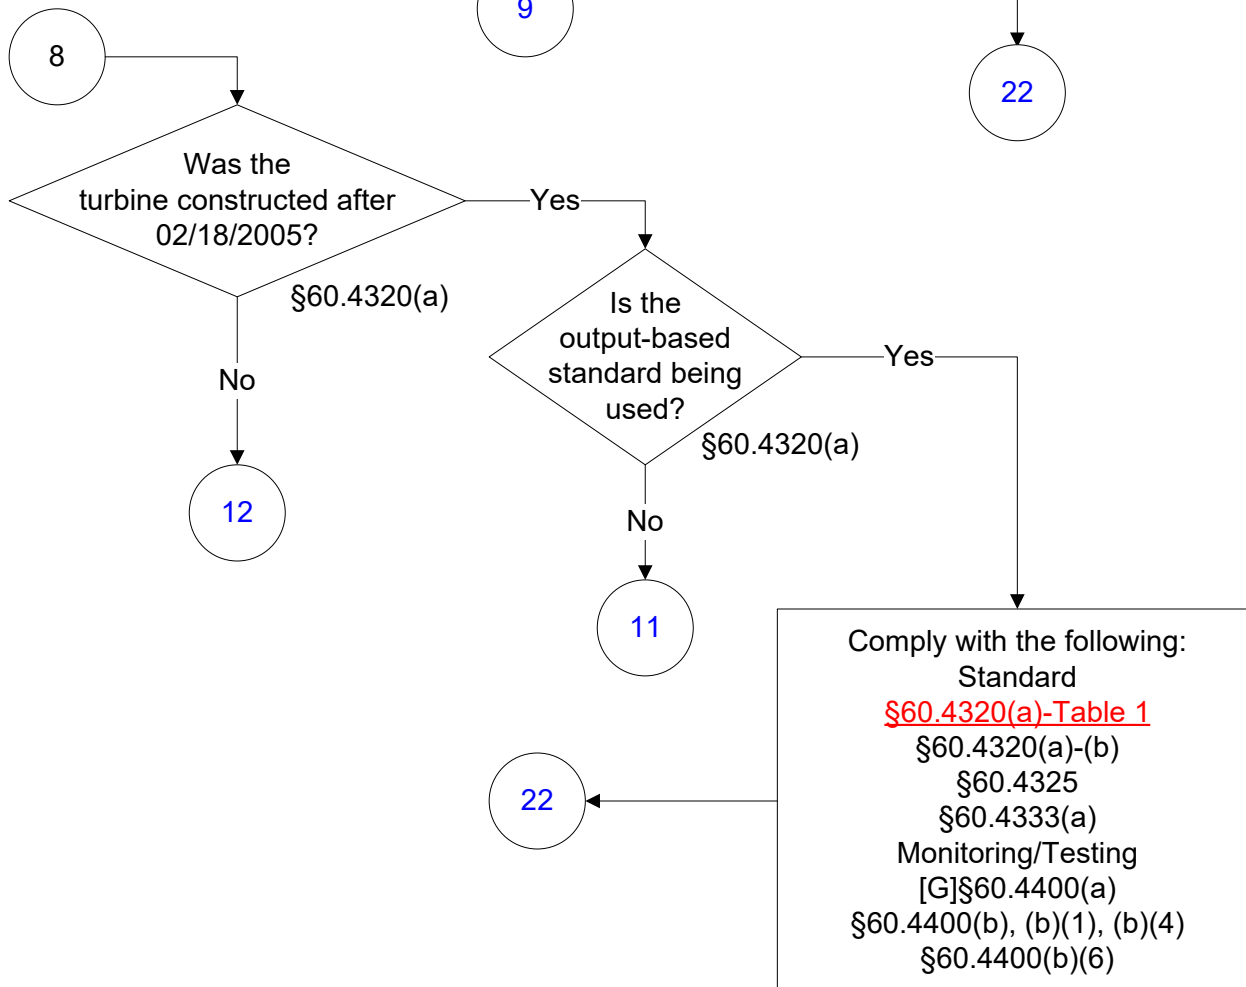 9
8
22
Was the
turbine constructed after
02/18/2005?
Yes
§60.4320(a)
No
12
Is the
output-based
standard being
used?
Yes
§60.4320(a)
No
11
Comply with the following:
Standard
§60.4320(a)-Table 1
§60.4320(a)-(b)
§60.4325
§60.4333(a)
Monitoring/Testing
[G]§60.4400(a)
§60.4400(b), (b)(1), (b)(4)
§60.4400(b)(6)
22